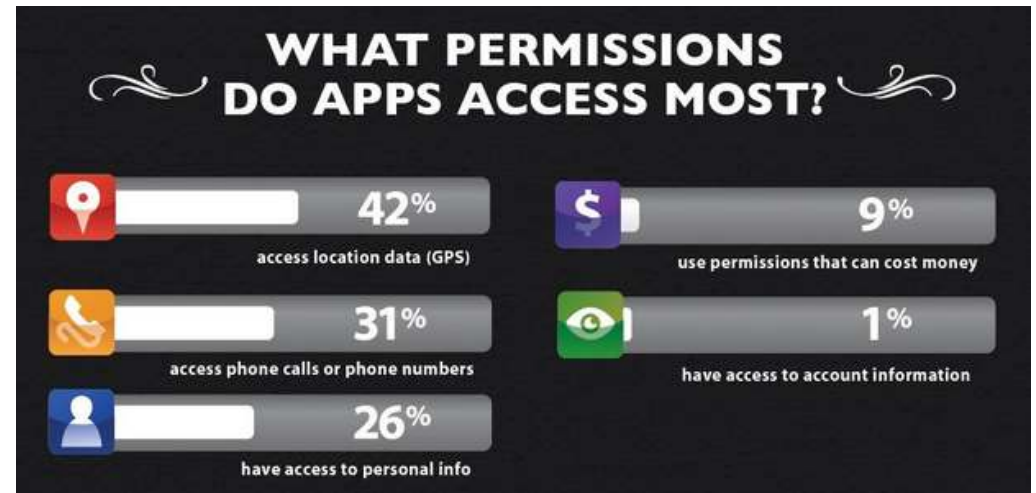 WHAT PERMISSIONS
DO APPS ACCESS MOST?
42%
access location data (GPS)
31%
access phone calls or phone numbers
26%
have access to personal info
$
9%
use permissions that can cost money
1%
have access to account information